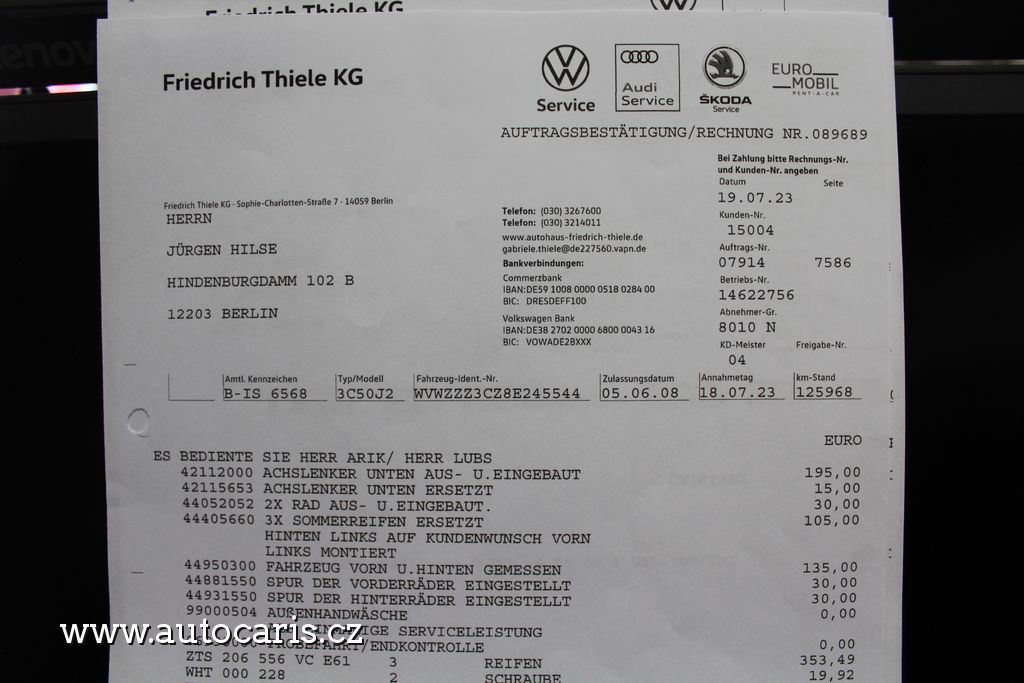 Friedrich Thiele KG
enov
Friedrich Thiele KG
Service
Audi
Service
ŠKODA
Service
EURO
MOBIL
RENT-A-CAR
AUFTRAGSBESTÄTIGUNG/RECHNUNG NR.089689
Bei Zahlung bitte Rechnungs-Nr.
und Kunden-Nr. angeben
Datum Seite
19.07.23
Kunden-Nr.
15004
Auftrags-Nr.
07914 7586
Betriebs-Nr.
14622756
Abnehmer-Gr.
8010 N
KD-Meister Freigabe-Nr.
04
Friedrich Thiele KG · Sophie-Charlotten-Straße 7 · 14059 Berlin
HERRN
JÜRGEN HILSE
HINDENBURGDAMM 102 B
12203 BERLIN
Telefon: (030) 3267600
Telefon: (030) 3214011
www.autohaus-friedrich-thiele.de
gabriele.thiele@de227560.vapn.de
Bankverbindungen:
Commerzbank
IBAN:DE59 1008 0000 0518 0284 00
BIC: DRESDEFF100
Volkswagen Bank
IBAN:DE38 2702 0000 6800 0043 16
BIC: VOWADE2BXXX
Amtl. Kennzeichen Typ/Modell Fahrzeug-Ident.-Nr. Zulassungsdatum Annahmetag km-Stand
B-IS 6568 3C50J2 WVWZZZ3CZ8E245544 05.06.08 18.07.23 125968
EURO
ES BEDIENTE SIE HERR ARIK/ HERR LUBS
42112000 ACHSLENKER UNTEN AUS- U.EINGEBAUT 195,00
42115653 ACHSLENKER UNTEN ERSETZT 15,00
44052052 2X RAD AUS- U.EINGEBAUT. 30,00
44405660 3X SOMMERREIFEN ERSETZT 105,00
HINTEN LINKS AUF KUNDENWUNSCH VORN
LINKS MONTIERT
44950300 FAHRZEUG VORN U.HINTEN GEMESSEN 135,00
44881550 SPUR DER VORDERRÄDER EINGESTELLT 30,00
44931550 SPUR DER HINTERRÄDER EINGESTELLT 30,00
99000504 AUßENHANDWÄSCHE 0,00
SERVICELEISTUNG
PROBEFAHRT/ENDKONTROLLE 0,00
ZTS 206 556 VC E61 3 REIFEN 353,49
WHT 000 228 2 SCHRAUBE 19,92
www.autocaris.cz